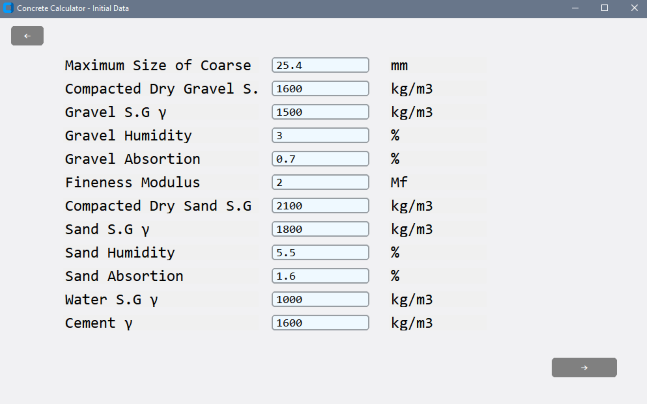 Concrete Calculator - Initial Data
←
Maximum Size of Coarse 25.4 mm
Compacted Dry Gravel S. 1600 kg/m3
Gravel S.G γ 1500 kg/m3
Gravel Humidity 3 %
Gravel Absortion 0.7 %
Fineness Modulus 2 Mf
Compacted Dry Sand S.G 2100 kg/m3
Sand S.G γ 1800 kg/m3
Sand Humidity 5.5 %
Sand Absortion 1.6 %
Water S.G γ 1000 kg/m3
Cement γ 1600 kg/m3
→